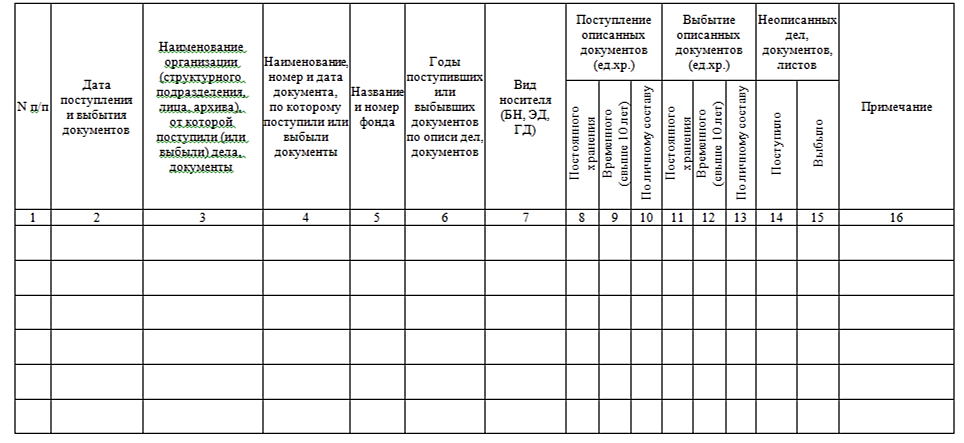 N п/п
Дата
поступления
и выбытия
документов
Наименование
организации
(структурного
подразделения,
лица, архива),
от которой
поступили (или
выбыли) дела,
документы
Наименование,
номер и дата
документа,
по которому
поступили или
выбыли
документы
Название
и номер
фонда
Годы
поступивших
или
выбывших
документов
по описи дел,
документов
Вид
носителя
(БН, ЭД,
ГД)
Поступление
описанных
документов
(ед.хр.)
Постоянного
хранения
Временного
(свыше 10 лет)
По личному составу
Выбытие
описанных
документов
(ед.хр.)
Постоянного
хранения
Временного
(свыше 10 лет)
По личному составу
Неописанных
дел,
документов,
листов
Поступило
Выбыло
Примечание
1 2 3 4 5 6 7 8 9 10 11 12 13 14 15 16